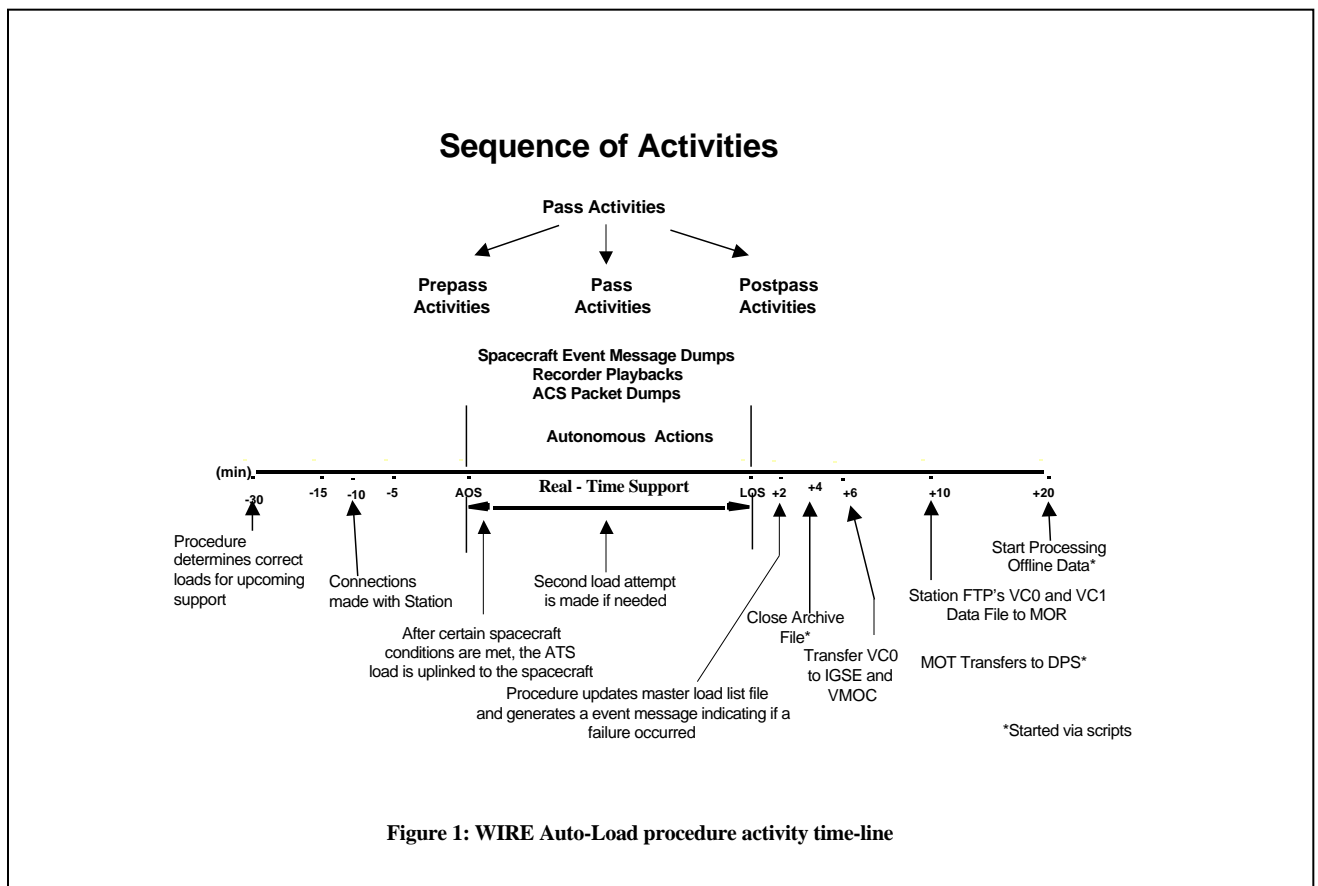 Sequence of Activities
Pass Activities
Prepass
Activities
Pass
Activities
Postpass
Activities
Spacecraft Event Message Dumps
Recorder Playbacks
ACS Packet Dumps
Autonomous Actions
(min)
-30
-15
-10
-5
AOS
Real - Time Support
LOS
+2
+4
+6
+10
+20
Procedure
determines correct
loads for upcoming
support
Connections
made with Station
After certain spacecraft
conditions are met, the ATS
load is uplinked to the spacecraft
Second load attempt
is made if needed
Procedure updates master load list file
and generates a event message indicating if a
failure occurred
Close Archive
File*
Transfer VC0
to IGSE and
VMOC
Station FTP's VC0 and VC1
Data File to MOR
MOT Transfers to DPS*
Start Processing
Offline Data*
*Started via scripts
Figure 1: WIRE Auto-Load procedure activity time-line